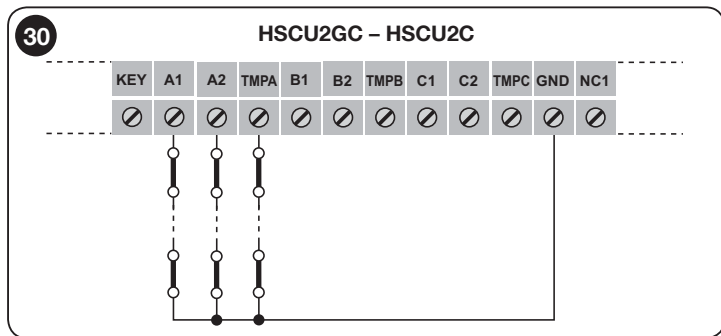 30
HSCU2GC – HSCU2C
KEY A1 A2 TMPA B1 B2 TMPB C1 C2 TMPC GND NC1